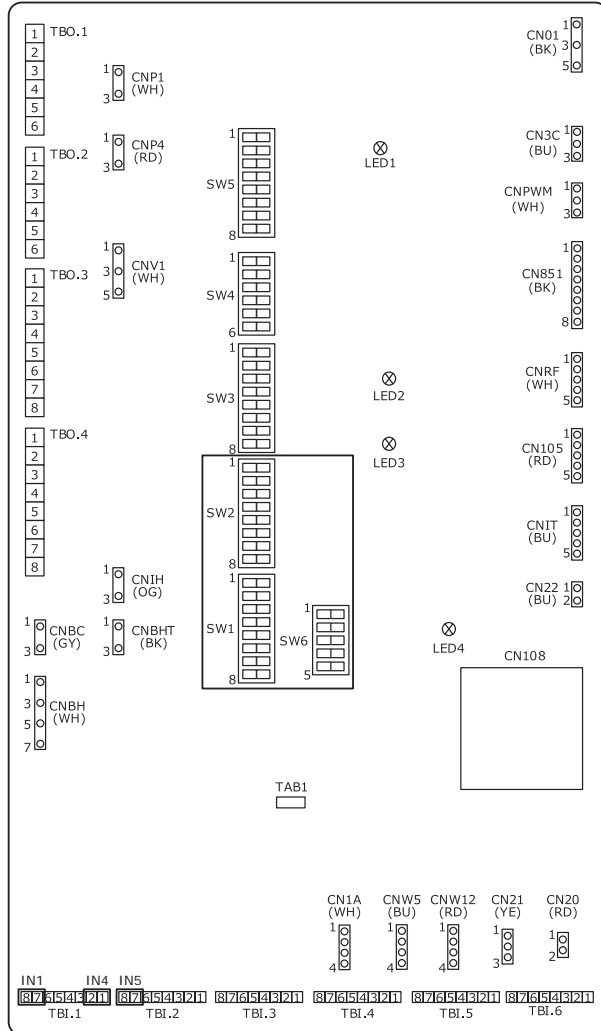 1 TBO.1
2
3
4
5
6
1 CNP1
(WH)
3
1 CNP4
(RD)
3
1 TBO.2
2
3
4
5
6
1 CNV1
3 (WH)
5
1 TBO.3
2
3
4
5
6
7
8
1 TBO.4
2
3
4
5
6
7
8
1 CNIH
3 (OG)
1 CNBC
3 (GY)
1 CNBHT
3 (BK)
1
3 CNBH
5 (WH)
7
1
SW5
8
1
SW4
6
1
SW3
8
1
SW2
8
1
SW1
8
1
SW6
5
LED1
LED2
LED3
LED4
CN01 1
(BK) 3
5
CN3C 1
(BU) 3
CNPWM 1
(WH) 3
1
CN851
(BK)
8
1
CNRF
(WH)
5
1
CN105
(RD)
5
1
CNIT
(BU)
5
CN22 1
(BU) 2
CN108
TAB1
CN1A
(WH)
1
4
CNW5
(BU)
1
4
CNW12
(RD)
1
4
CN21
(YE)
1
3
CN20
(RD)
1
2
IN1 IN4 IN5
87654321 87654321 87654321 87654321 87654321 87654321
TBI.1 TBI.2 TBI.3 TBI.4 TBI.5 TBI.6